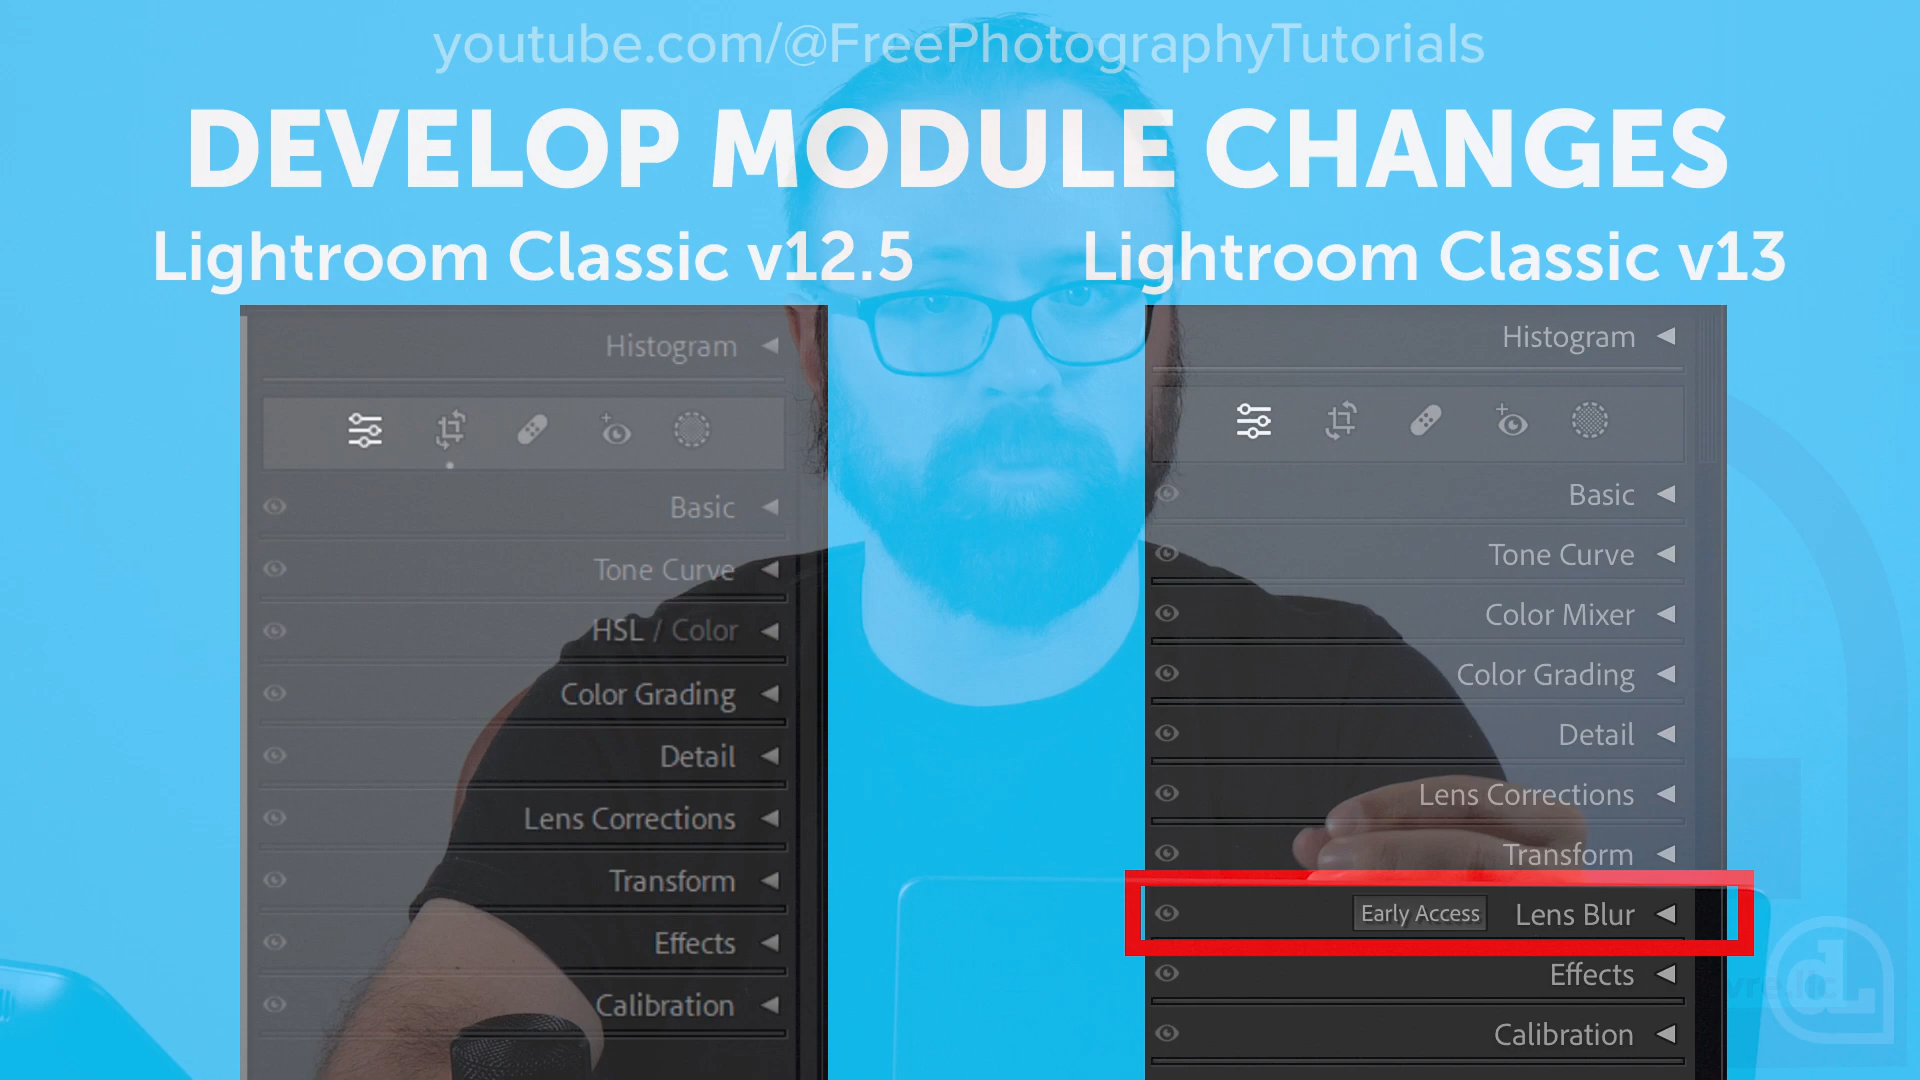 youtube.com/@FreePhotographyTutorials
DEVELOP MODULE CHANGES
Lightroom Classic v12.5
Histogram
Basic
Tone Curve
HSL / Color
Color Grading
Detail
Lens Corrections
Transform
Effects
Calibration
Lightroom Classic v13
Histogram
Basic
Tone Curve
Color Mixer
Color Grading
Detail
Lens Corrections
Transform
Early Access Lens Blur
Effects
Calibration